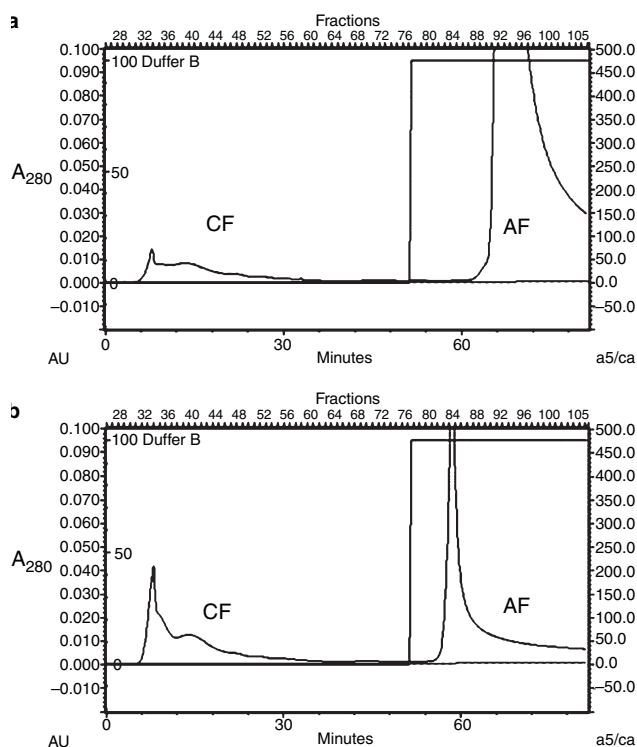 a
Fractions
28 32 36 40 44 48 52 56 60 64 68 72 76 80 84 88 92 96 100 105
0.100 100 Duffer B 500.0
0.090 450.0
0.080 400.0
0.070 350.0
0.060 300.0
A280
0.050 50 250.0
0.040 200.0
0.030 150.0
CF AF
0.020 100.0
0.010 50.0
0.000 0 0.0
−0.010 −50.0
0 30 60
AU Minutes a5/ca
b
Fractions
28 32 36 40 44 48 52 56 60 64 68 72 76 80 84 88 92 96 100 106
0.100 100 Duffer B 500.0
0.090 450.0
0.080 400.0
0.070 350.0
0.060 300.0
0.050 50 250.0
A280
0.040 200.0
0.030 150.0
CF AF
0.020 100.0
0.010 50.0
0.000 0 0.0
−0.010 −50.0
0 30 60
AU Minutes a5/ca